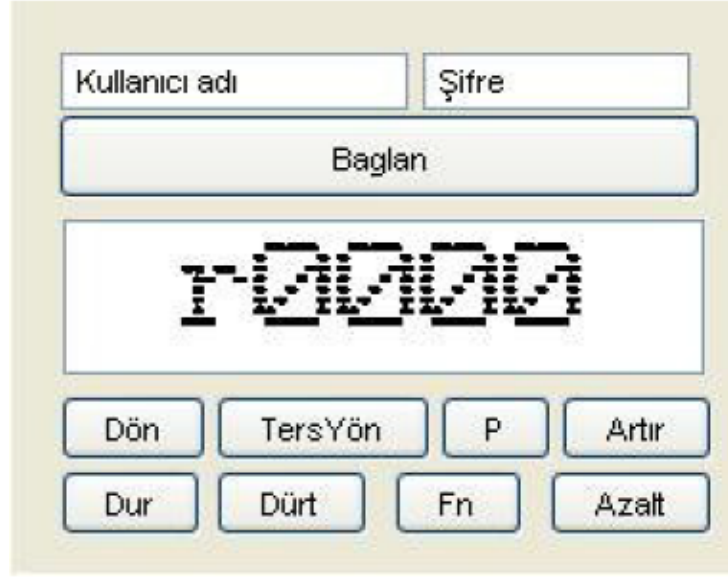 Kullanıcı adı Şifre
Baglan
r0000
Dön TersYön P Artır
Dur Dürt Fn Azalt